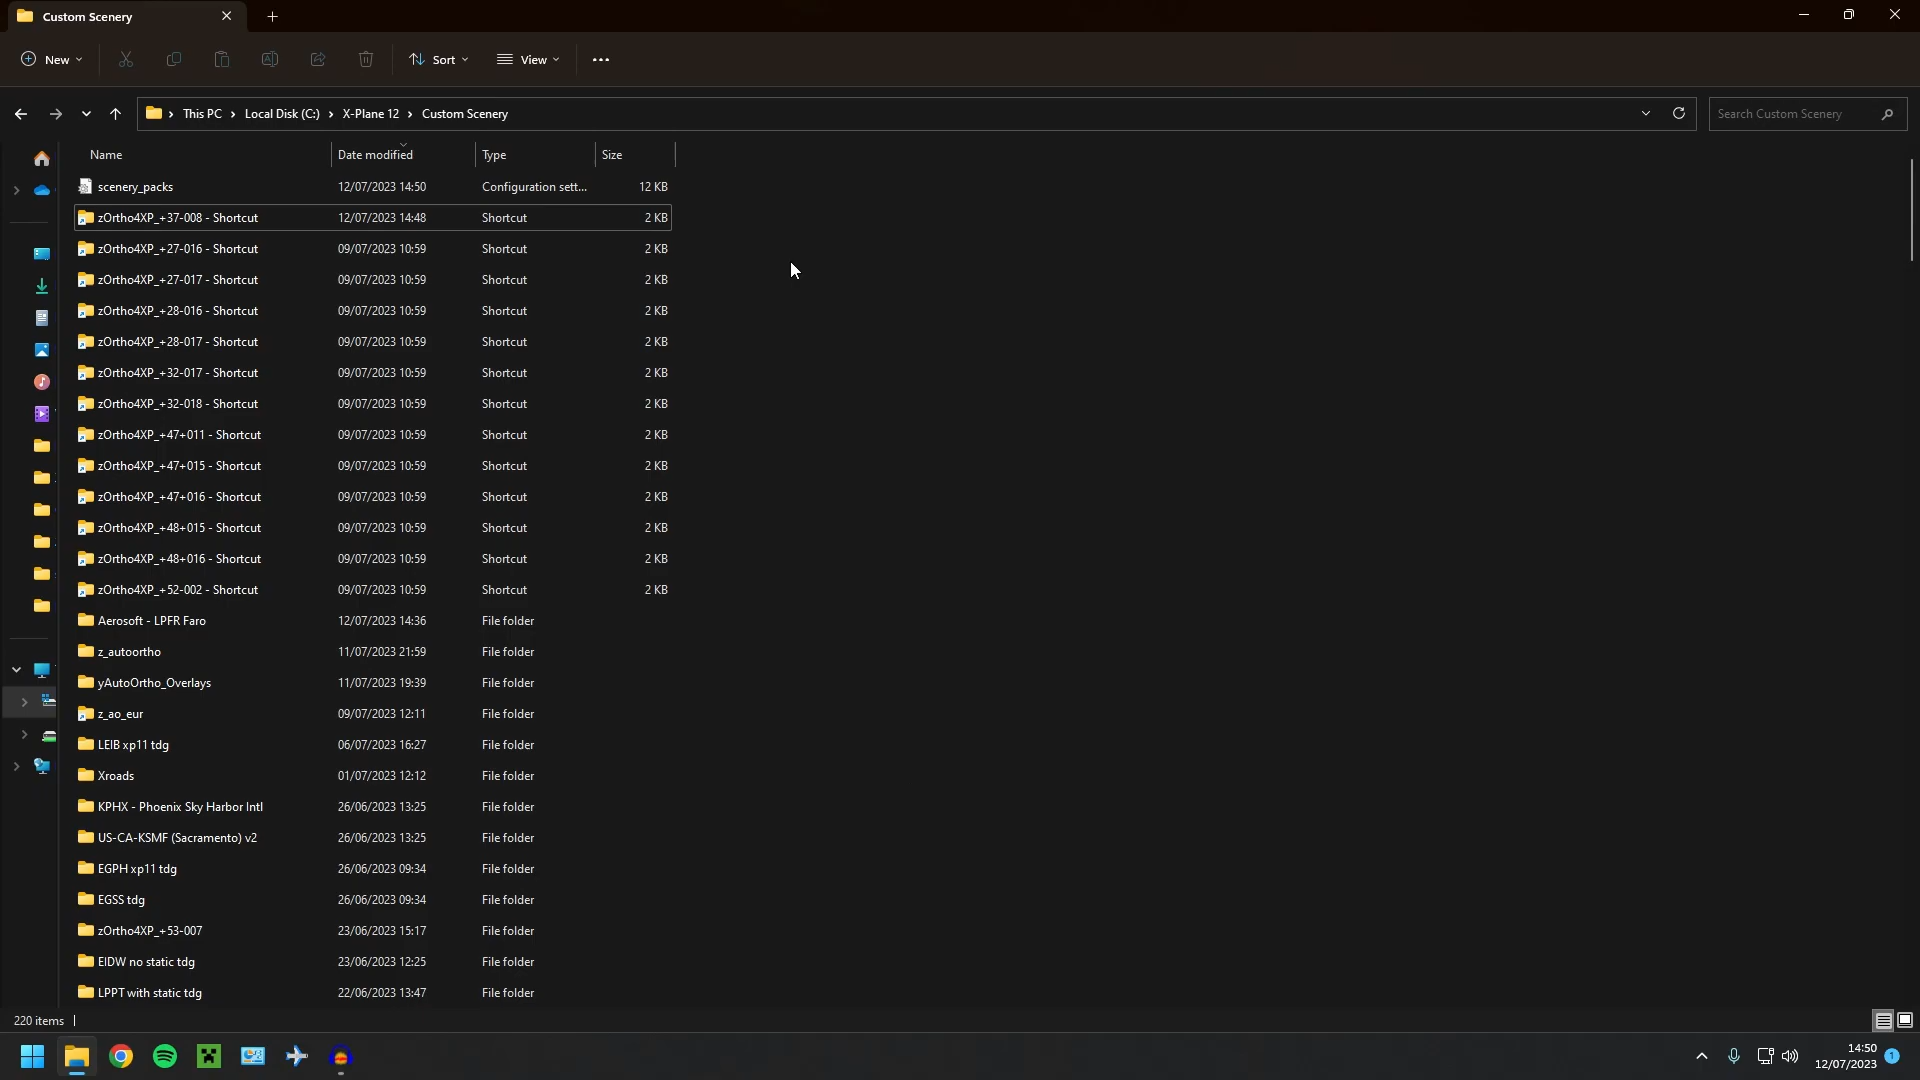 Custom Scenery
New
Sort
View
This PC > Local Disk (C:) > X-Plane 12 > Custom Scenery
Search Custom Scenery
Name Date modified Type Size
scenery_packs 12/07/2023 14:50 Configuration sett... 12 KB
zOrtho4XP_+37-008 - Shortcut 12/07/2023 14:48 Shortcut 2 KB
zOrtho4XP_+27-016 - Shortcut 09/07/2023 10:59 Shortcut 2 KB
zOrtho4XP_+27-017 - Shortcut 09/07/2023 10:59 Shortcut 2 KB
zOrtho4XP_+28-016 - Shortcut 09/07/2023 10:59 Shortcut 2 KB
zOrtho4XP_+28-017 - Shortcut 09/07/2023 10:59 Shortcut 2 KB
zOrtho4XP_+32-017 - Shortcut 09/07/2023 10:59 Shortcut 2 KB
zOrtho4XP_+32-018 - Shortcut 09/07/2023 10:59 Shortcut 2 KB
zOrtho4XP_+47+011 - Shortcut 09/07/2023 10:59 Shortcut 2 KB
zOrtho4XP_+47+015 - Shortcut 09/07/2023 10:59 Shortcut 2 KB
zOrtho4XP_+47+016 - Shortcut 09/07/2023 10:59 Shortcut 2 KB
zOrtho4XP_+48+015 - Shortcut 09/07/2023 10:59 Shortcut 2 KB
zOrtho4XP_+48+016 - Shortcut 09/07/2023 10:59 Shortcut 2 KB
zOrtho4XP_+52-002 - Shortcut 09/07/2023 10:59 Shortcut 2 KB
Aerosoft - LPFR Faro 12/07/2023 14:36 File folder
z_autoortho 11/07/2023 21:59 File folder
yAutoOrtho_Overlays 11/07/2023 19:39 File folder
z_ao_eur 09/07/2023 12:11 File folder
LEIB xp11 tdg 06/07/2023 16:27 File folder
Xroads 01/07/2023 12:12 File folder
KPHX - Phoenix Sky Harbor Intl 26/06/2023 13:25 File folder
US-CA-KSMF (Sacramento) v2 26/06/2023 13:25 File folder
EGPH xp11 tdg 26/06/2023 09:34 File folder
EGSS tdg 26/06/2023 09:34 File folder
zOrtho4XP_+53-007 23/06/2023 15:17 File folder
EIDW no static tdg 23/06/2023 12:25 File folder
LPPT with static tdg 22/06/2023 13:47 File folder
220 items
14:50
12/07/2023
1